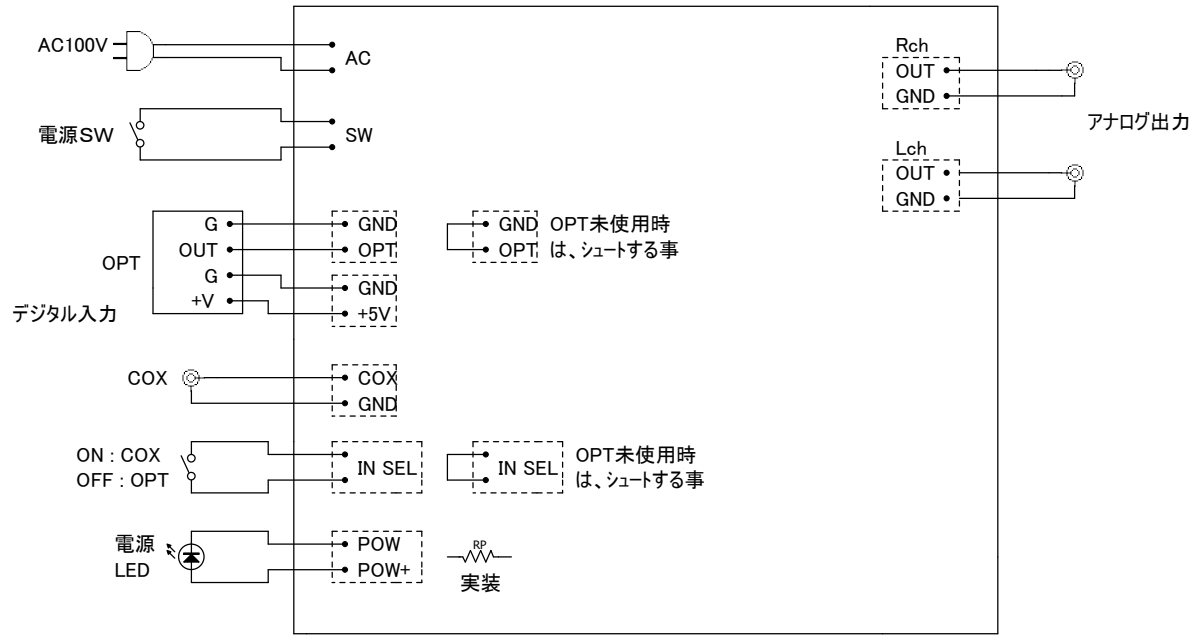 AC100V
AC
電源SW
SW
Rch
OUT
GND
アナログ出力
Lch
OUT
GND
OPT
デジタル入力
G
OUT
G
+V
GND
OPT
GND
+5V
GND
OPT
OPT未使用時
は、シュートする事
COX
COX
GND
ON : COX
OFF : OPT
IN SEL
IN SEL
OPT未使用時
は、シュートする事
電源
LED
POW
POW+
RP
実装